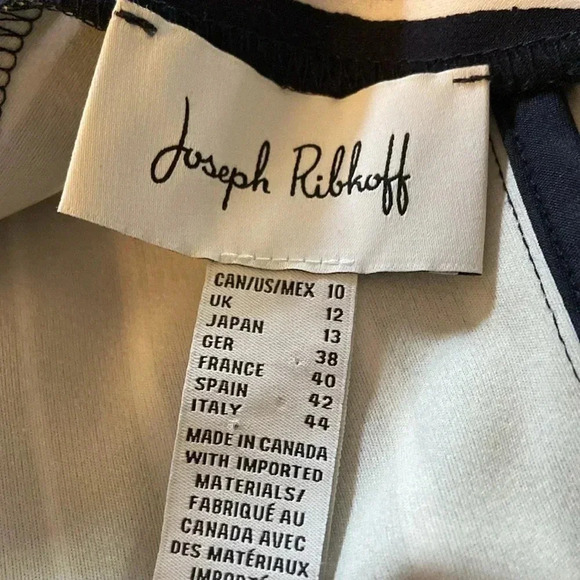 Joseph Ribkoff
CAN/US/MEX 10
UK 12
JAPAN 13
GER 38
FRANCE 40
SPAIN 42
ITALY 44
MADE IN CANADA
WITH IMPORTED
MATERIALS/
FABRIQUÉ AU
CANADA AVEC
DES MATÉRIAUX